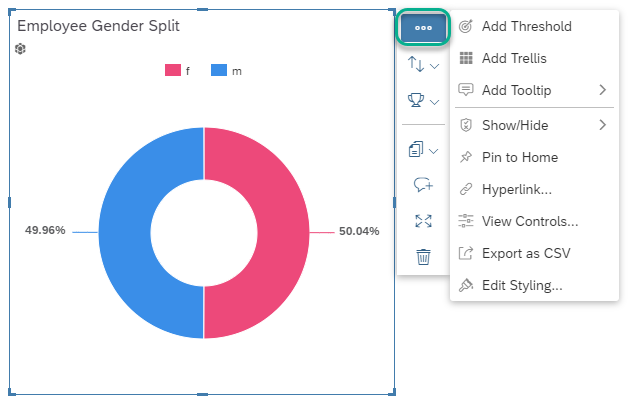 Employee Gender Split
f
m
49.96%
50.04%
Add Threshold
Add Trellis
Add Tooltip
Show/Hide
Pin to Home
Hyperlink...
View Controls...
Export as CSV
Edit Styling...